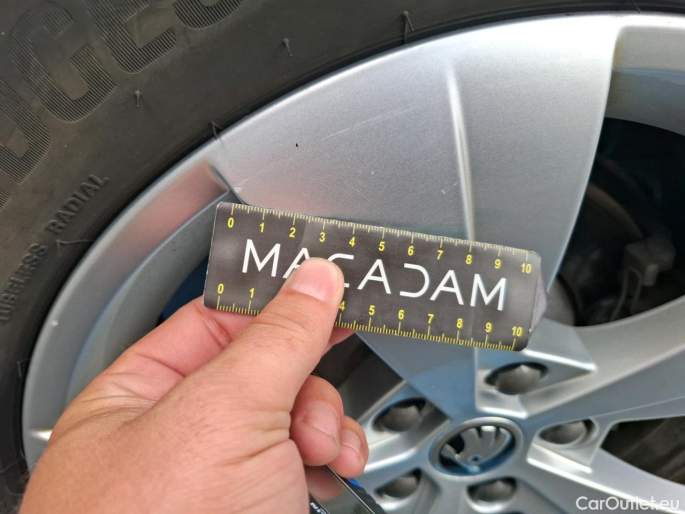 TUBELESS RADIAL
0 1 2 3 4 5 6 7 8 9 10
MACADAM
0 1 4 5 6 7 8 9 10
CarOutlet.eu